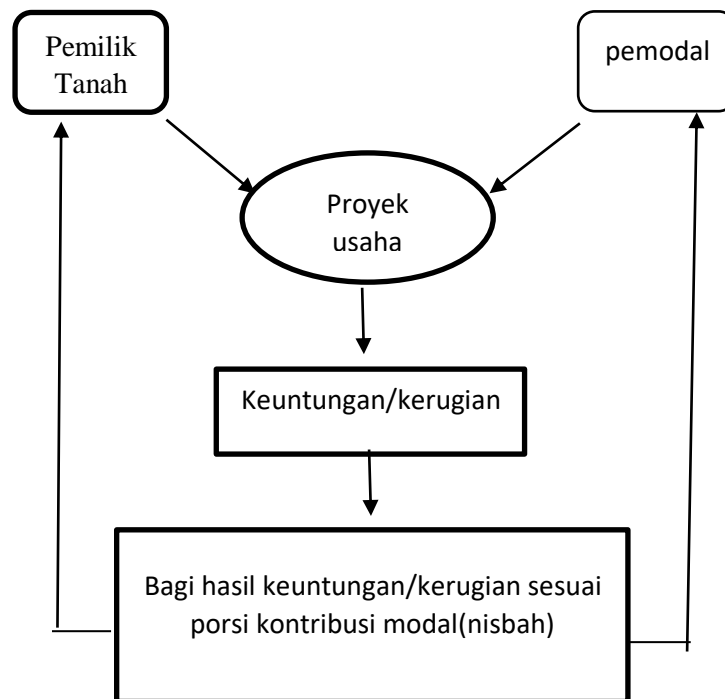 Pemilik
Tanah
pemodal
Proyek
usaha
Keuntungan/kerugian
Bagi hasil keuntungan/kerugian sesuai
porsi kontribusi modal(nisbah)